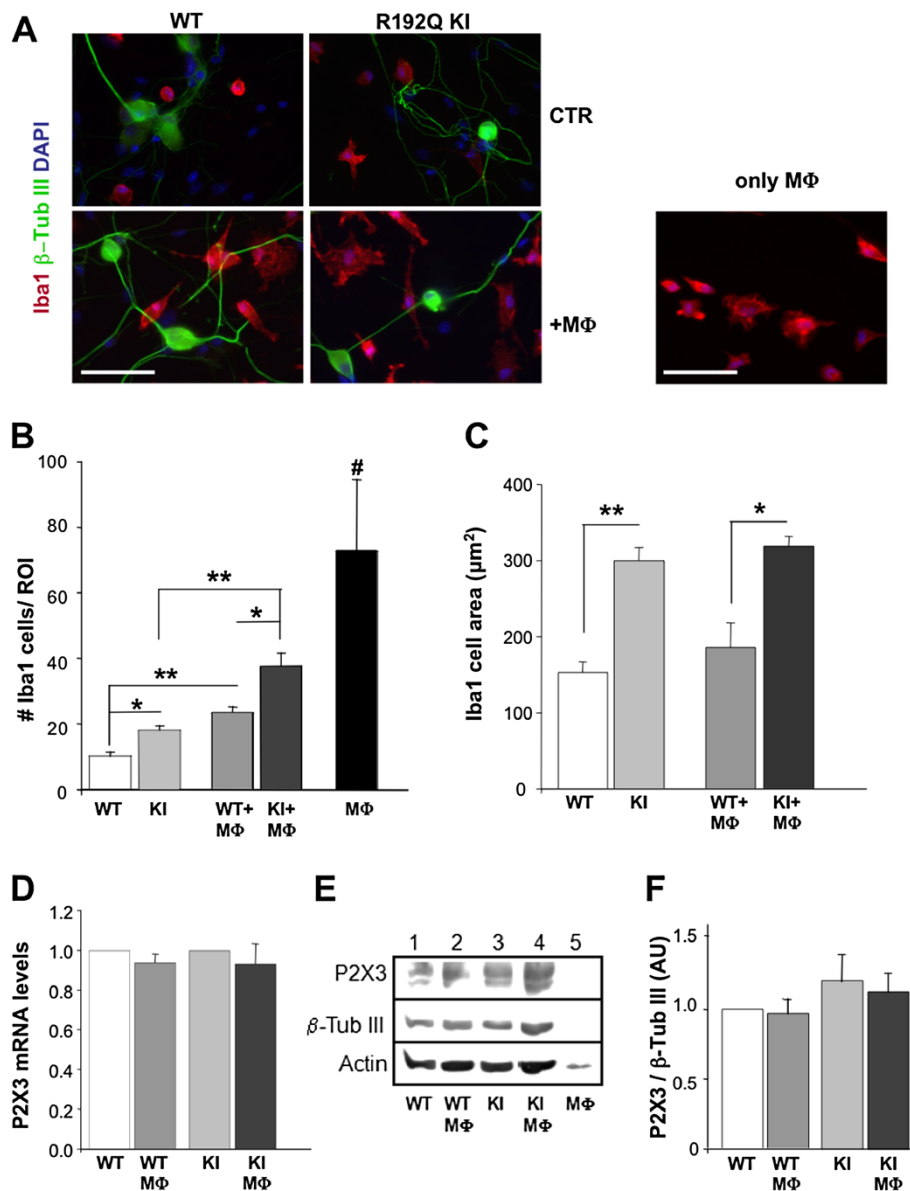 A
WT
R192Q KI
Iba1 β–Tub III DAPI
CTR
+MΦ
only MΦ
B
# Iba1 cells/ ROI
100
80
60
40
20
0
#
**
*
**
*
WT
KI
WT+
MΦ
KI+
MΦ
MΦ
C
Iba1 cell area (µm²)
400
300
200
100
0
**
*
WT
KI
WT+
MΦ
KI+
MΦ
D
P2X3 mRNA levels
1.2
1.0
0.8
0.6
0.4
0.2
0.0
WT
WT
MΦ
KI
KI
MΦ
E
1 2 3 4 5
P2X3
β-Tub III
Actin
WT
WT
MΦ
KI
KI
MΦ
MΦ
F
P2X3 / β-Tub III (AU)
1.5
1.0
0.5
0
WT
WT
MΦ
KI
KI
MΦ